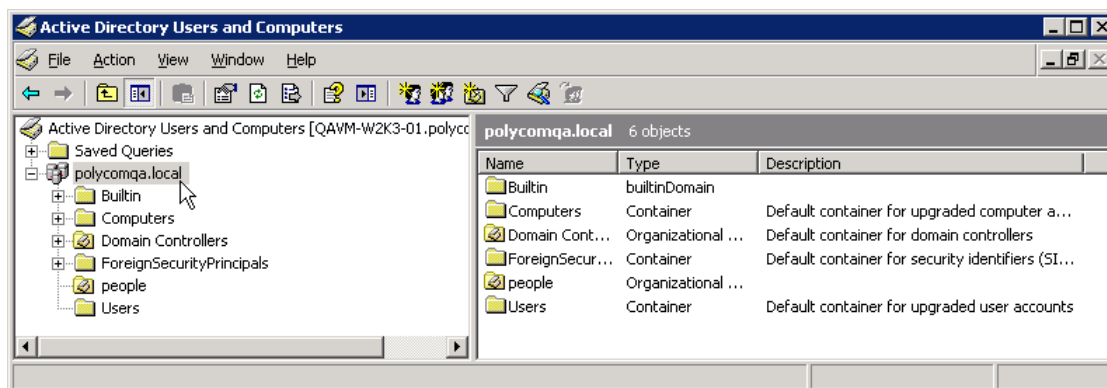 Active Directory Users and Computers
File Action View Window Help
Active Directory Users and Computers [QAVM-W2K3-01.polycc
Saved Queries
polycomqa.local
Builtin
Computers
Domain Controllers
ForeignSecurityPrincipals
people
Users
polycomqa.local 6 objects
Name Type Description
Builtin builtinDomain
Computers Container Default container for upgraded computer a...
Domain Cont... Organizational ... Default container for domain controllers
ForeignSecur... Container Default container for security identifiers (SI...
people Organizational ...
Users Container Default container for upgraded user accounts